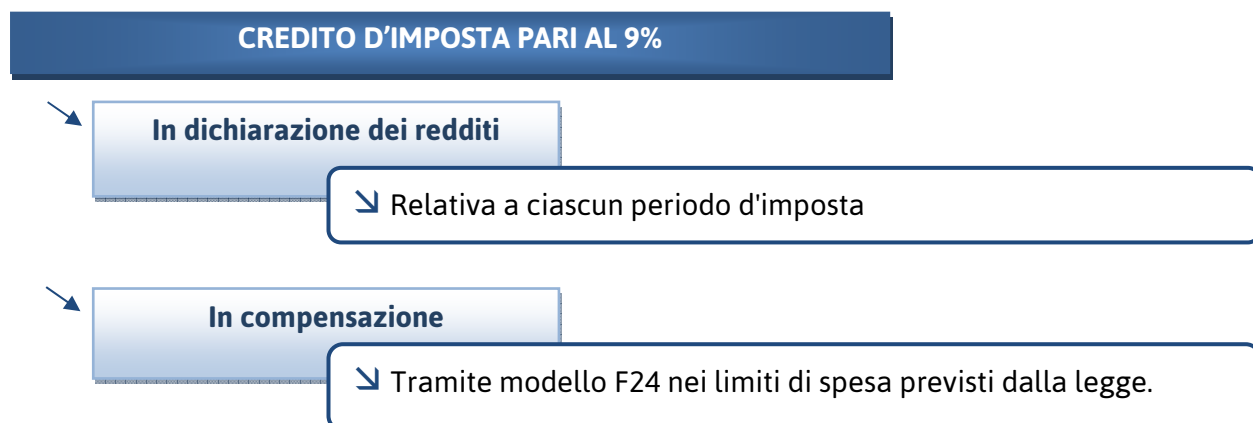 CREDITO D’IMPOSTA PARI AL 9%
In dichiarazione dei redditi
Relativa a ciascun periodo d'imposta
In compensazione
Tramite modello F24 nei limiti di spesa previsti dalla legge.